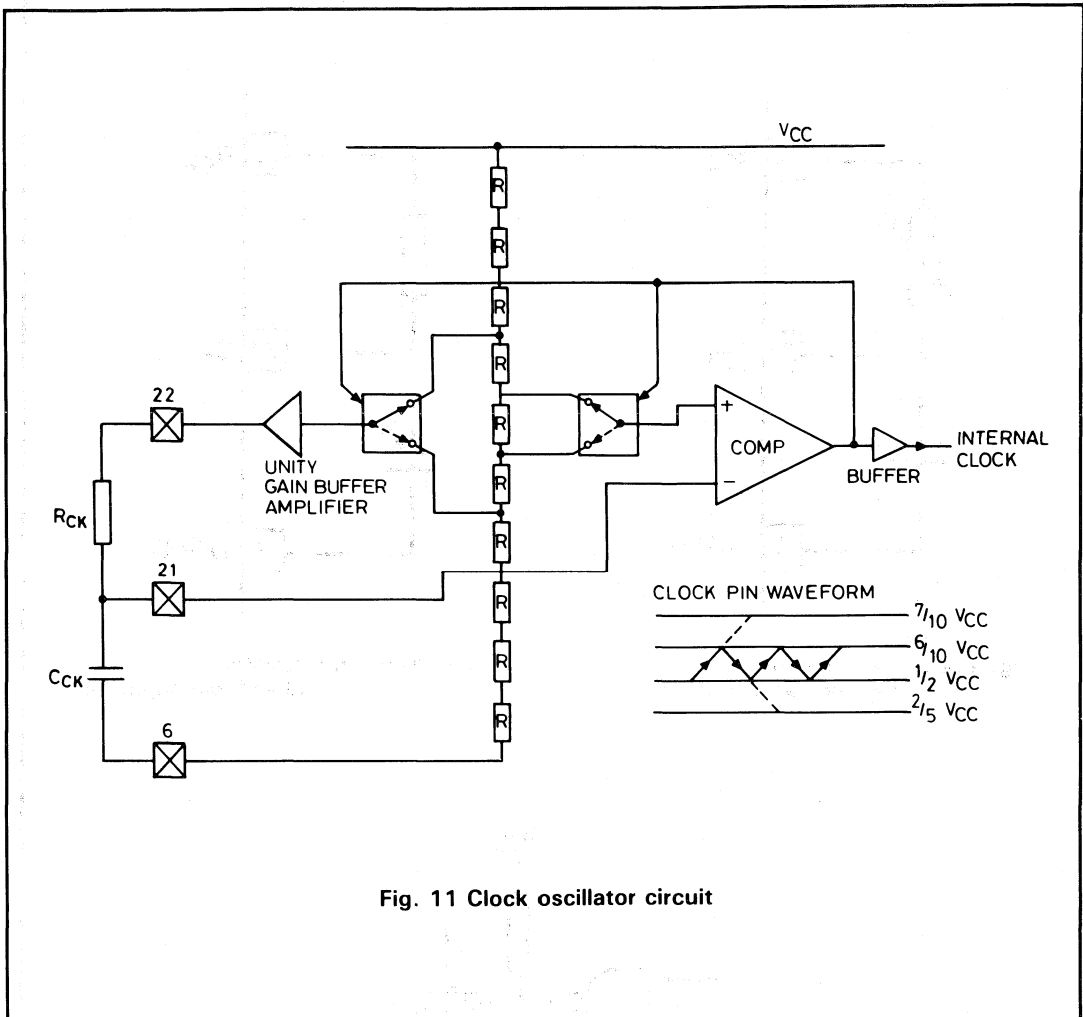 VCC
R
R
R
R
R
R
R
R
R
R
22
UNITY
GAIN BUFFER
AMPLIFIER
+
COMP
−
BUFFER
INTERNAL
CLOCK
RCK
21
CCK
6
CLOCK PIN WAVEFORM
7/10 VCC
6/10 VCC
1/2 VCC
2/5 VCC
Fig. 11 Clock oscillator circuit